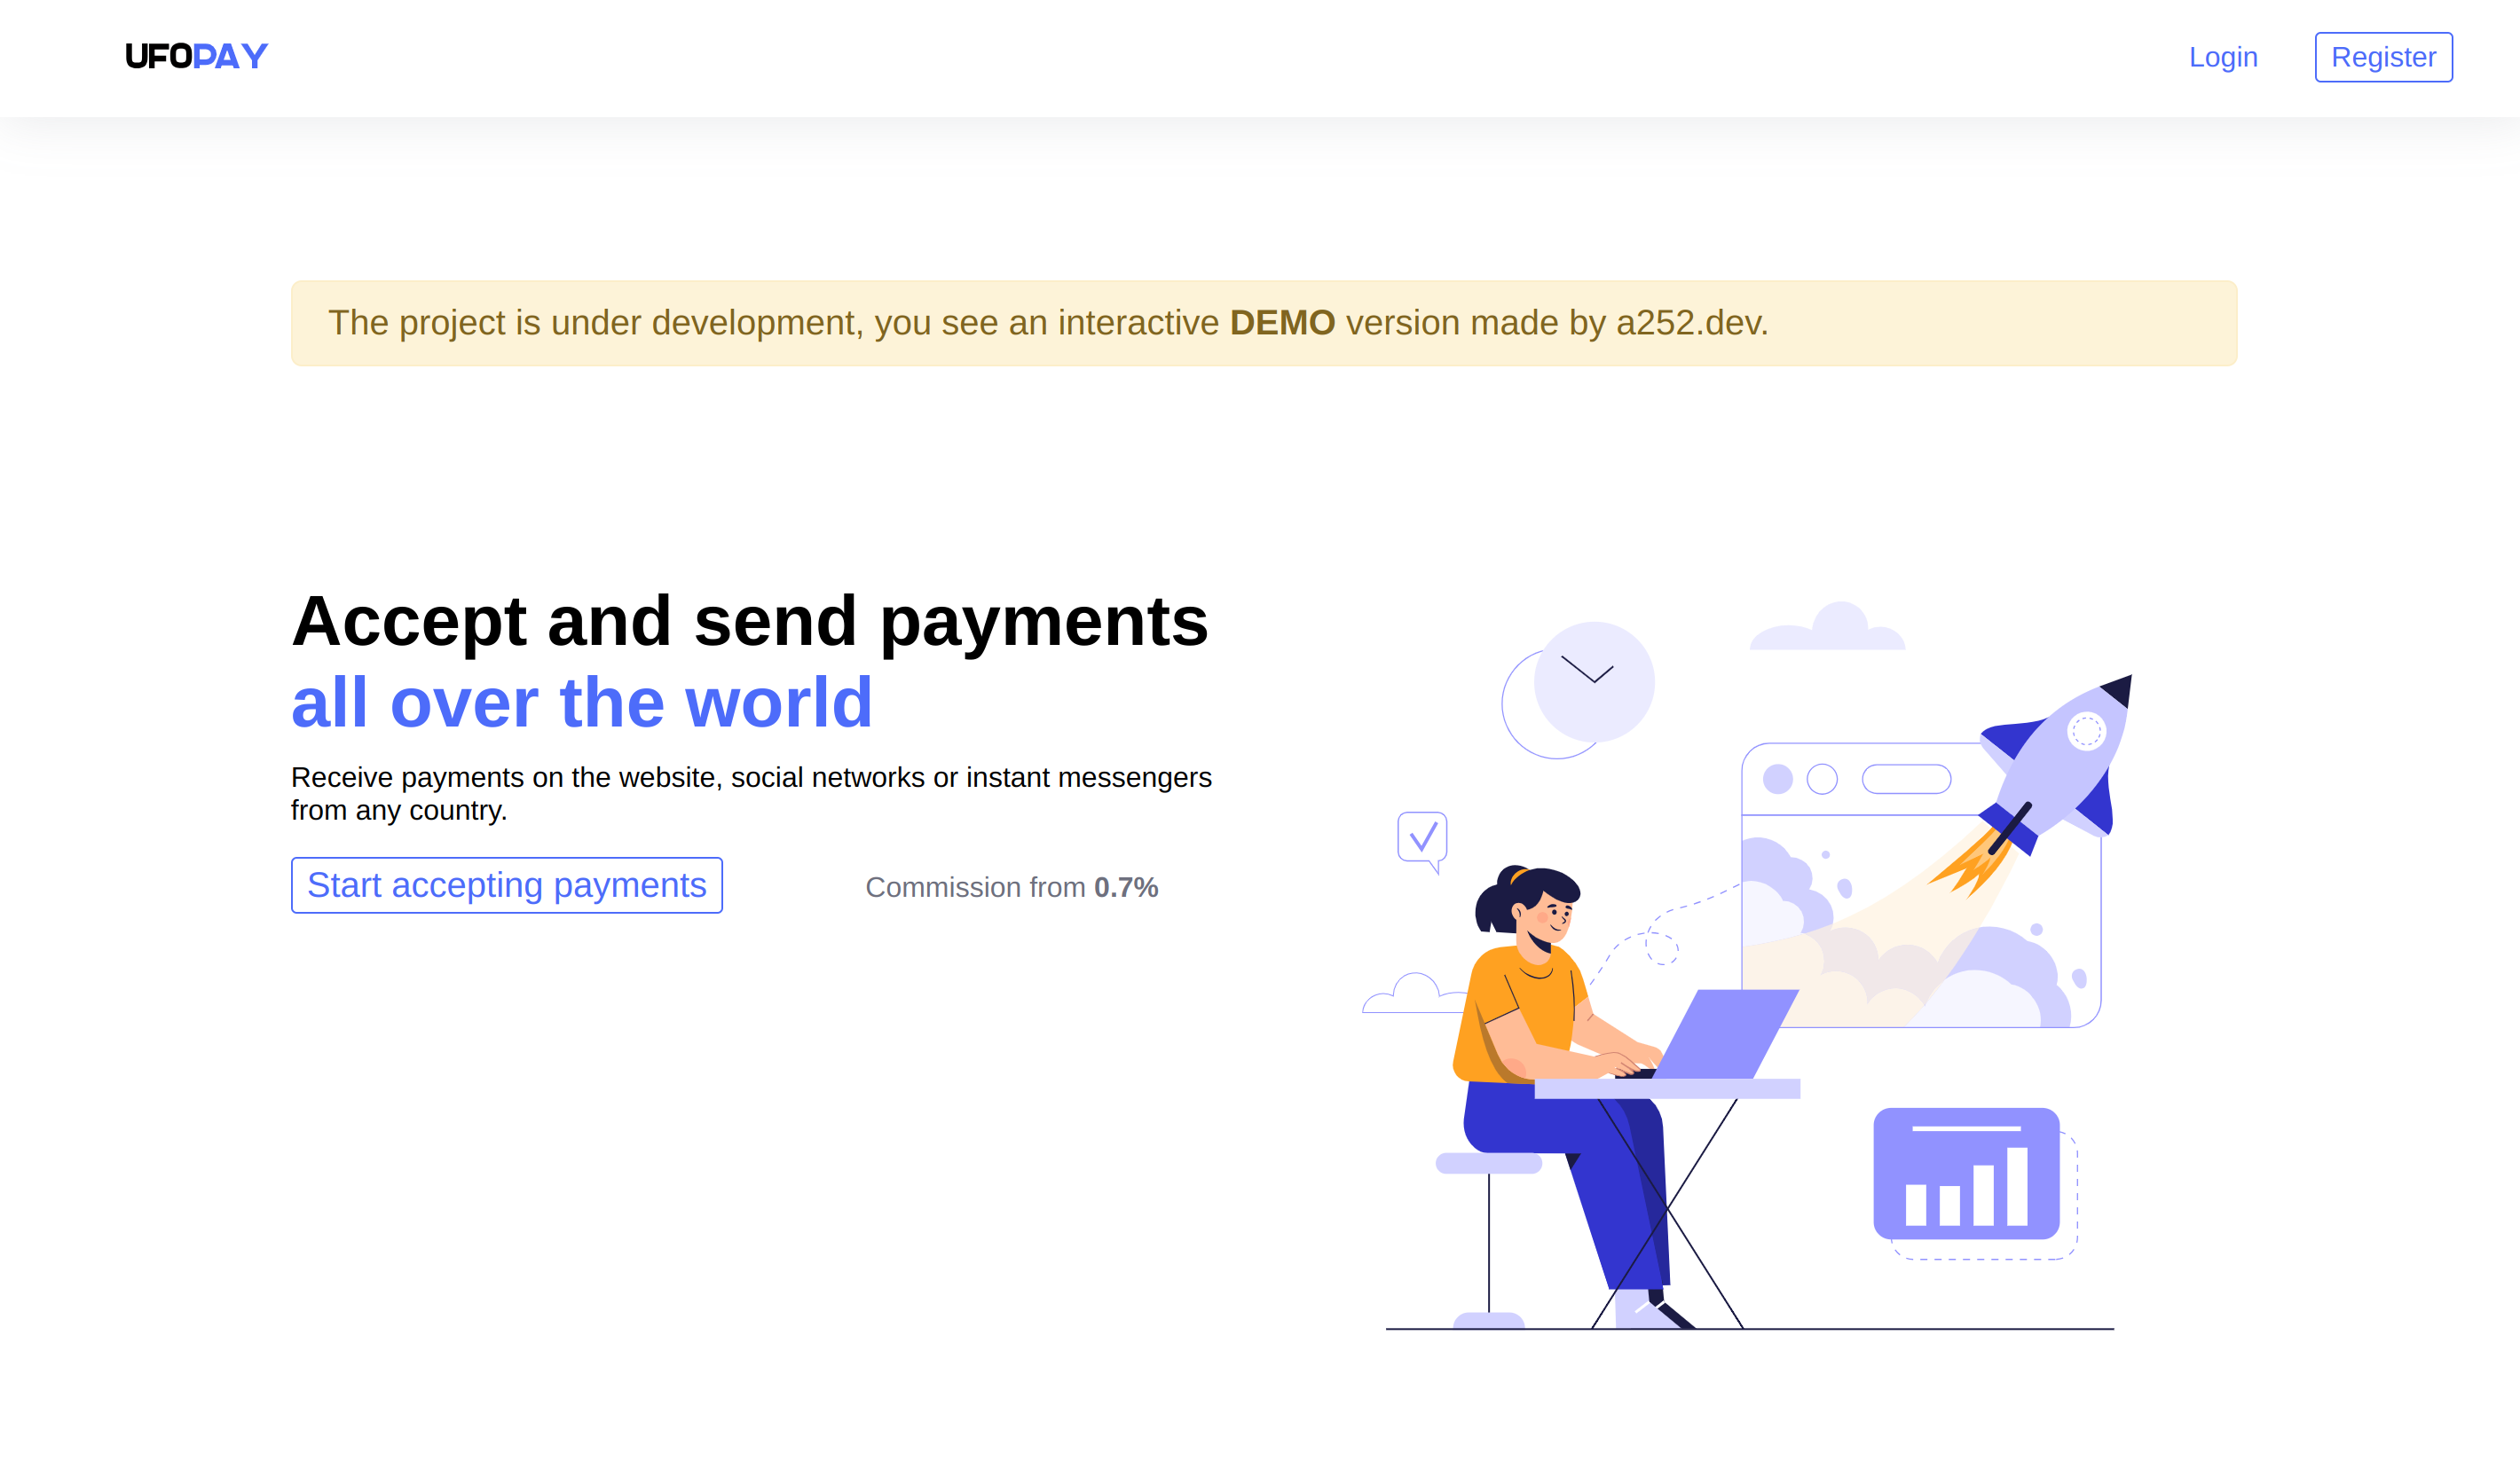 UFOPAY
Login
Register
The project is under development, you see an interactive DEMO version made by a252.dev.
Accept and send payments
all over the world
Receive payments on the website, social networks or instant messengers
from any country.
Start accepting payments
Commission from 0.7%